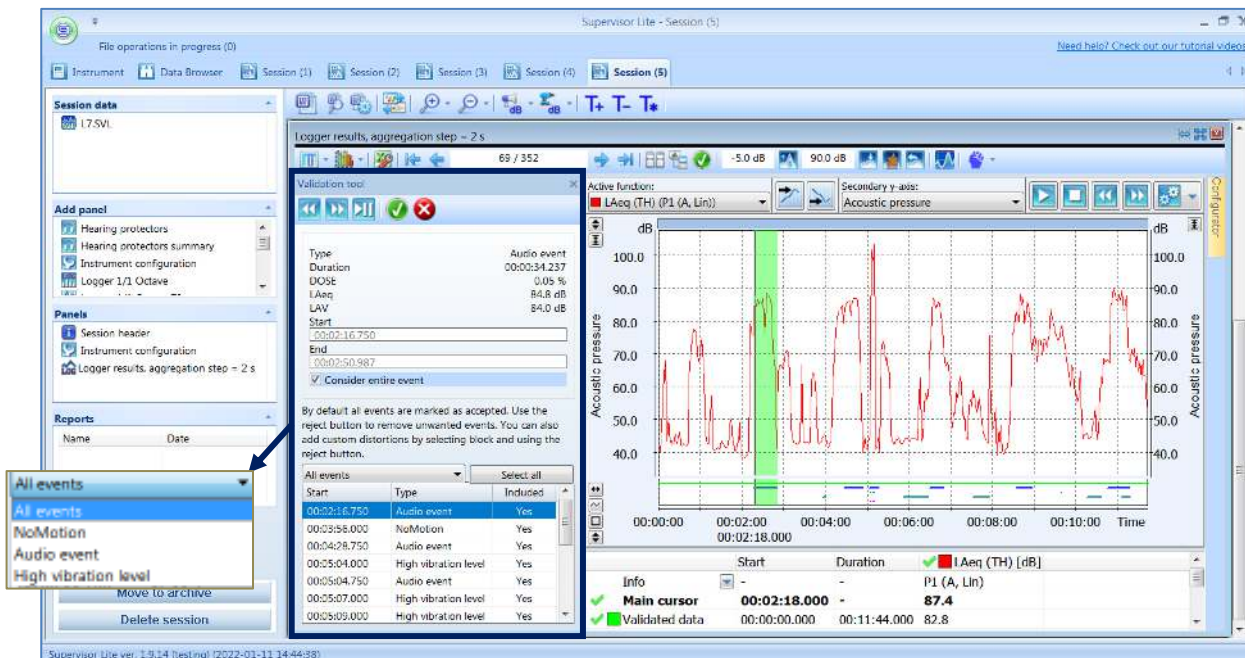 Supervisor Lite - Session (5)
File operations in progress (0)
Need help? Check out our tutorial videos
Instrument Data Browser Session (1) Session (2) Session (3) Session (4) Session (5)
Session data
L7.SVL
Add panel
Hearing protectors
Hearing protectors summary
Instrument configuration
Logger 1/1 Octave
Panels
Session header
Instrument configuration
Logger results, aggregation step = 2 s
Reports
Name Date
All events
All events
NoMotion
Audio event
High vibration level
Move to archive
Delete session
Logger results, aggregation step = 2 s
69 / 352 -5.0 dB 90.0 dB
Validation tool
Type Audio event
Duration 00:00:34.237
DOSE 0.05 %
LAeq 84.8 dB
LAV 84.0 dB
Start
00:02:16.750
End
00:02:50.987
Consider entire event
By default all events are marked as accepted. Use the
reject button to remove unwanted events. You can also
add custom distortions by selecting block and using the
reject button.
All events Select all
Start Type Included
00:02:16.750 Audio event Yes
00:03:56.000 NoMotion Yes
00:04:28.750 Audio event Yes
00:05:04.000 High vibration level Yes
00:05:04.750 Audio event Yes
00:05:07.000 High vibration level Yes
00:05:09.000 High vibration level Yes
dB dB T+ T- T*
Active function:
LAeq (TH) (P1 (A, Lin))
Secondary y-axis:
Acoustic pressure
Configurator
dB dB
100.0 100.0
90.0 90.0
80.0 80.0
70.0 70.0
60.0 60.0
50.0 50.0
40.0 40.0
Acoustic pressure
Acoustic pressure
00:00:00 00:02:00 00:04:00 00:06:00 00:08:00 00:10:00 Time
00:02:18.000
Start Duration LAeq (TH) [dB]
Info - - P1 (A, Lin)
Main cursor 00:02:18.000 - 87.4
Validated data 00:00:00.000 00:11:44.000 82.8
Supervisor Lite ver. 1.9.14 (testing) (2022-01-11 14:44:38)